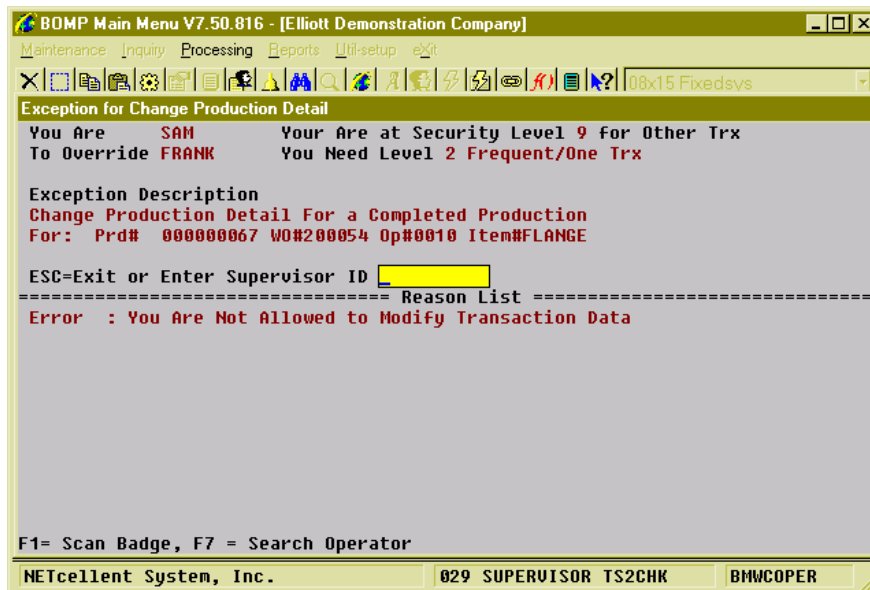 BOMP Main Menu V7.50.816 - [Elliott Demonstration Company]
Maintenance Inquiry Processing Reports Util-setup eXit
08x15 Fixedsys
Exception for Change Production Detail
You Are SAM Your Are at Security Level 9 for Other Trx
To Override FRANK You Need Level 2 Frequent/One Trx
Exception Description
Change Production Detail For a Completed Production
For: Prd# 000000067 WO#200054 Op#0010 Item#FLANGE
ESC=Exit or Enter Supervisor ID
================================== Reason List ===============================
Error : You Are Not Allowed to Modify Transaction Data
F1= Scan Badge, F7 = Search Operator
NETcellent System, Inc. 029 SUPERVISOR TS2CHK BMWCOPER